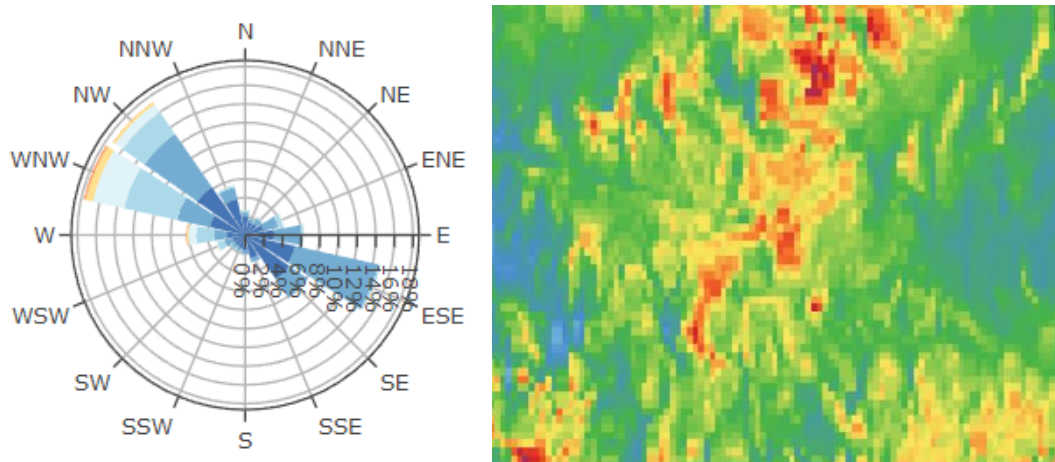 N
NNW
NNE
NW
NE
WNW
ENE
W
E
0%
2%
4%
6%
8%
10%
12%
14%
16%
18%
WSW
ESE
SW
SE
SSW
SSE
S